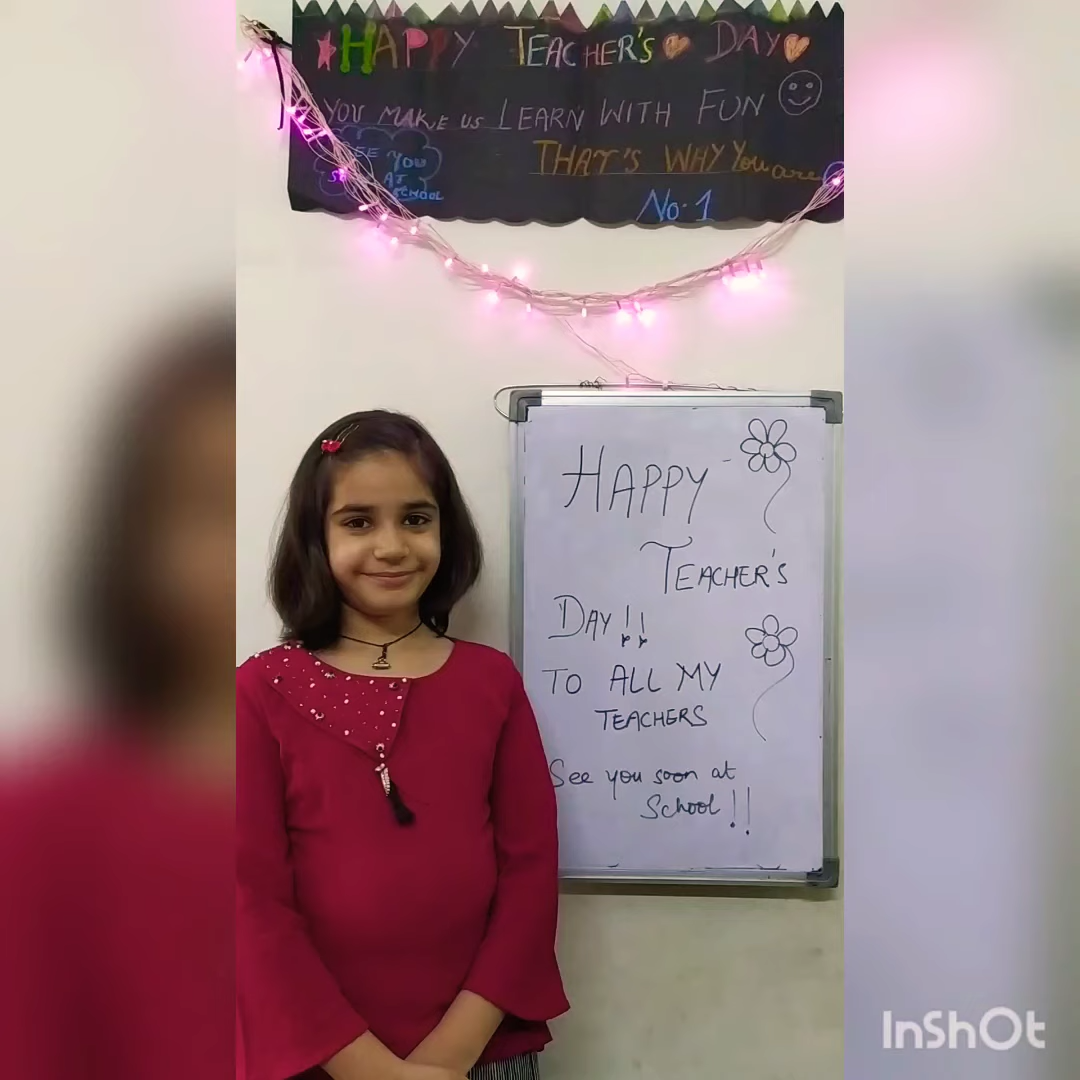 HAPPY TEACHER'S DAY
YOU MAKE US LEARN WITH FUN
SEE YOU
SOON AT
SCHOOL
THAT'S WHY You are
No. 1
HAPPY
TEACHER'S
DAY !!
TO ALL MY
TEACHERS
See you soon at
School !!
InShOt